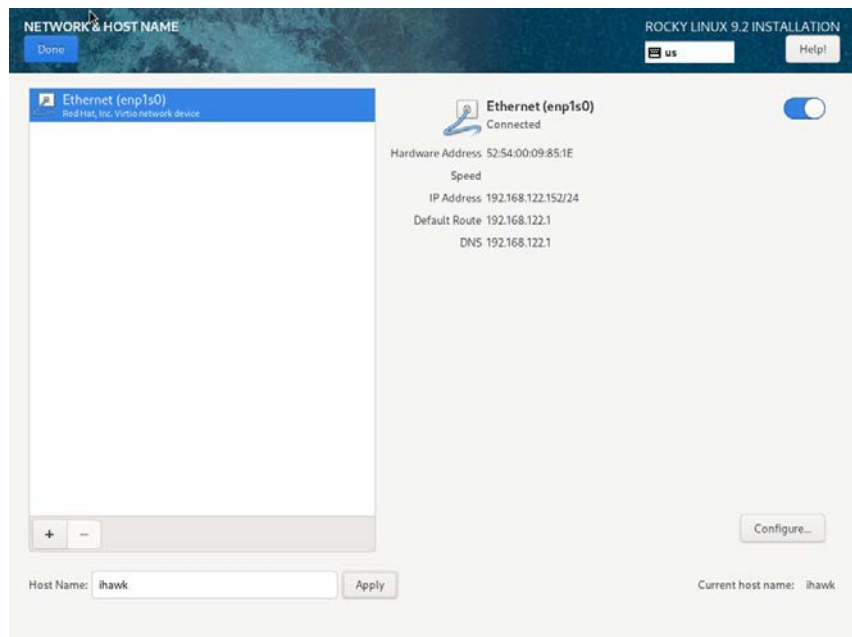 NETWORK & HOST NAME
ROCKY LINUX 9.2 INSTALLATION
Done
us
Help!
Ethernet (enp1s0)
Red Hat, Inc. Virtio network device
Ethernet (enp1s0)
Connected
Hardware Address 52:54:00:09:85:1E
Speed
IP Address 192.168.122.152/24
Default Route 192.168.122.1
DNS 192.168.122.1
+ −
Configure...
Host Name: ihawk
Apply
Current host name: ihawk